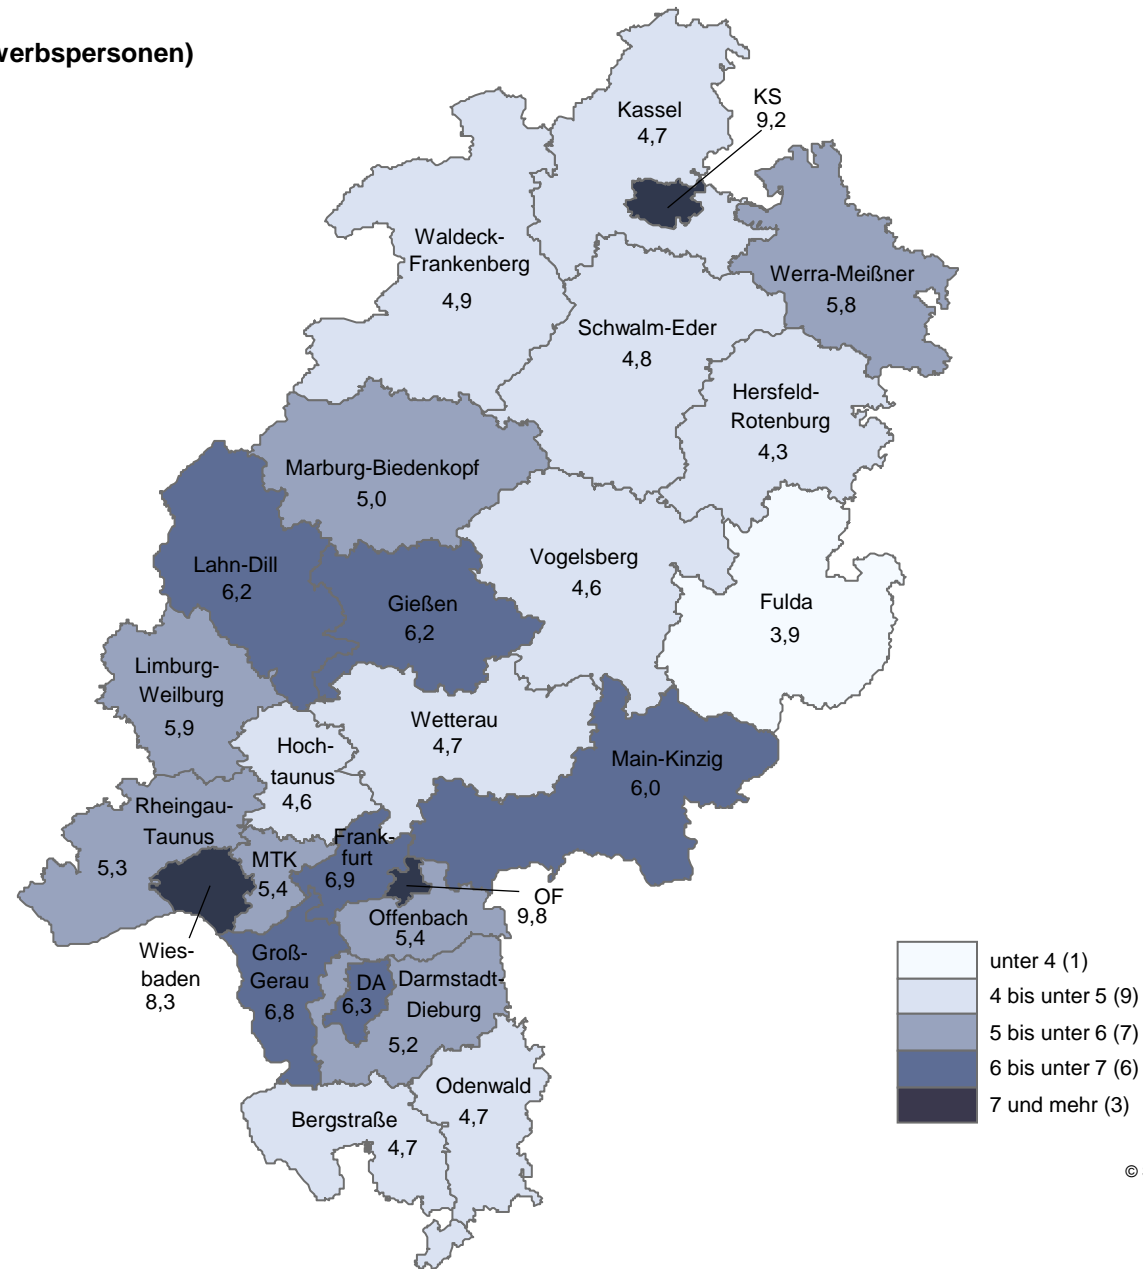 werbspersonen)
KS
9,2
Kassel
4,7
Waldeck-
Frankenberg
4,9
Werra-Meißner
5,8
Schwalm-Eder
4,8
Hersfeld-
Rotenburg
4,3
Marburg-Biedenkopf
5,0
Vogelsberg
4,6
Lahn-Dill
6,2
Gießen
6,2
Fulda
3,9
Limburg-
Weilburg
5,9
Wetterau
4,7
Hoch-
taunus
4,6
Main-Kinzig
6,0
Rheingau-
Taunus
5,3
MTK
5,4
Frank-
furt
6,9
OF
9,8
Offenbach
5,4
Wies-
baden
8,3
Groß-
Gerau
6,8
DA
6,3
Darmstadt-
Dieburg
5,2
Odenwald
4,7
Bergstraße
4,7
unter 4 (1)
4 bis unter 5 (9)
5 bis unter 6 (7)
6 bis unter 7 (6)
7 und mehr (3)
©